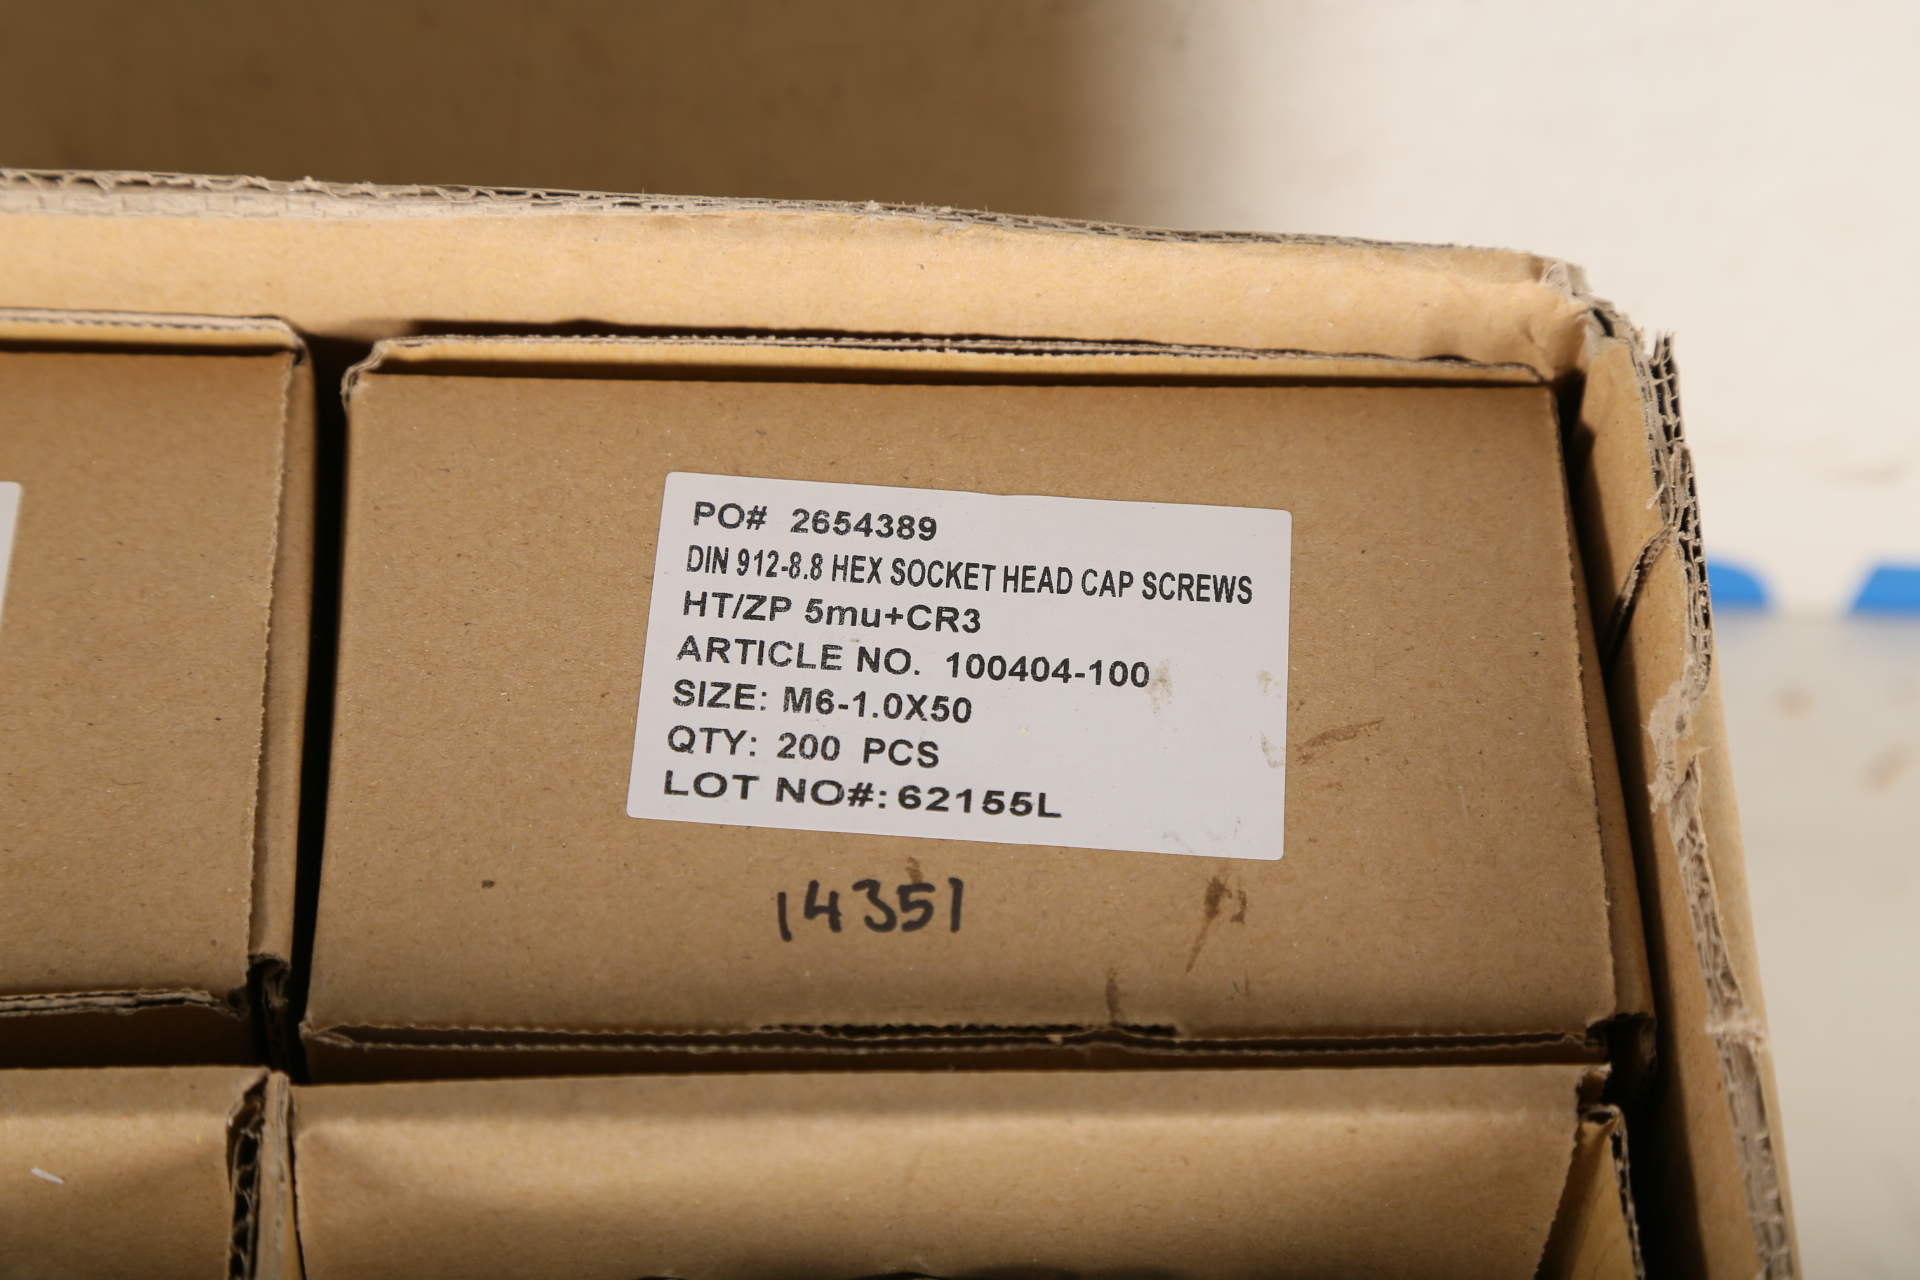 PO# 2654389
DIN 912-8.8 HEX SOCKET HEAD CAP SCREWS
HT/ZP 5mu+CR3
ARTICLE NO. 100404-100
SIZE: M6-1.0X50
QTY: 200 PCS
LOT NO#: 62155L
14351